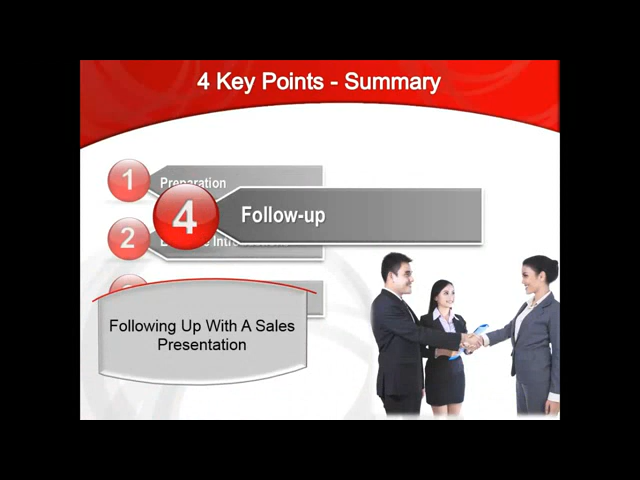 4 Key Points - Summary
1
Preparation
4
Follow-up
2
Following Up With A Sales
Presentation